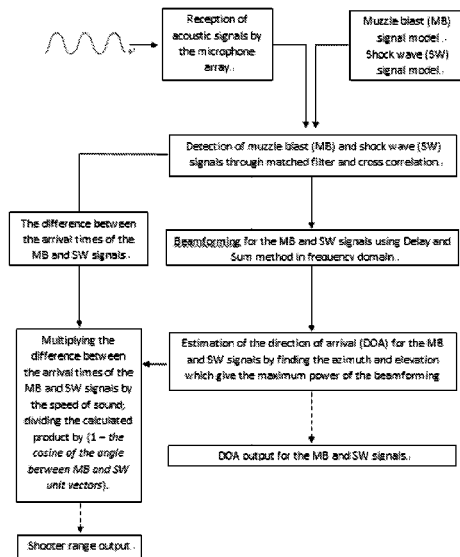 Reception of
acoustic signals by
the microphone
array.
Muzzle blast (MB)
signal model.
Shock wave (SW)
signal model
Detection of muzzle blast (MB) and shock wave (SW)
signals through matched filter and cross correlation.
The difference between
the arrival times of the
MB and SW signals.
Beamforming for the MB and SW signals using Delay and
Sum method in frequency domain.
Multiplying the
difference between
the arrival times of
the MB and SW signals by
the speed of sound;
dividing the calculated
product by (1 – the
cosine of the angle
between MB and SW
unit vectors).
Estimation of the direction of arrival (DOA) for the MB
and SW signals by finding the azimuth and elevation
which give the maximum power of the beamforming
DOA output for the MB and SW signals.
Shooter range output.